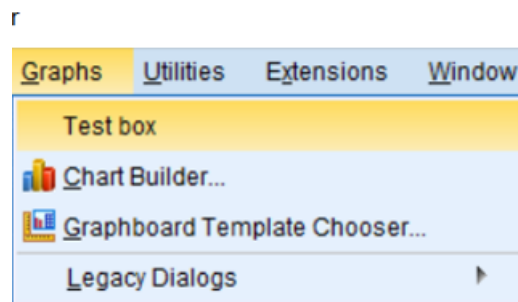 r
Graphs Utilities Extensions Window
Test box
Chart Builder...
Graphboard Template Chooser...
Legacy Dialogs